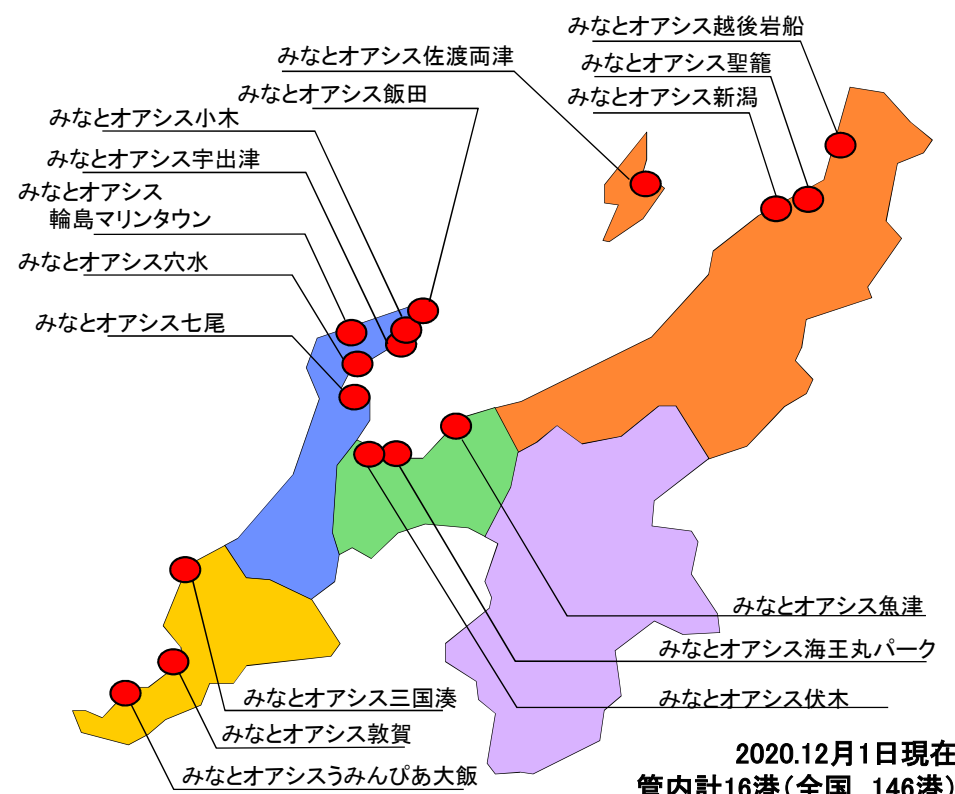 みなとオアシス越後岩船
みなとオアシス佐渡両津
みなとオアシス聖籠
みなとオアシス飯田
みなとオアシス新潟
みなとオアシス小木
みなとオアシス宇出津
みなとオアシス
輪島マリンタウン
みなとオアシス穴水
みなとオアシス七尾
みなとオアシス魚津
みなとオアシス海王丸パーク
みなとオアシス三国湊
みなとオアシス伏木
みなとオアシス敦賀
みなとオアシスうみんぴあ大飯
2020.12月1日現在
管内計16港(全国 146港)